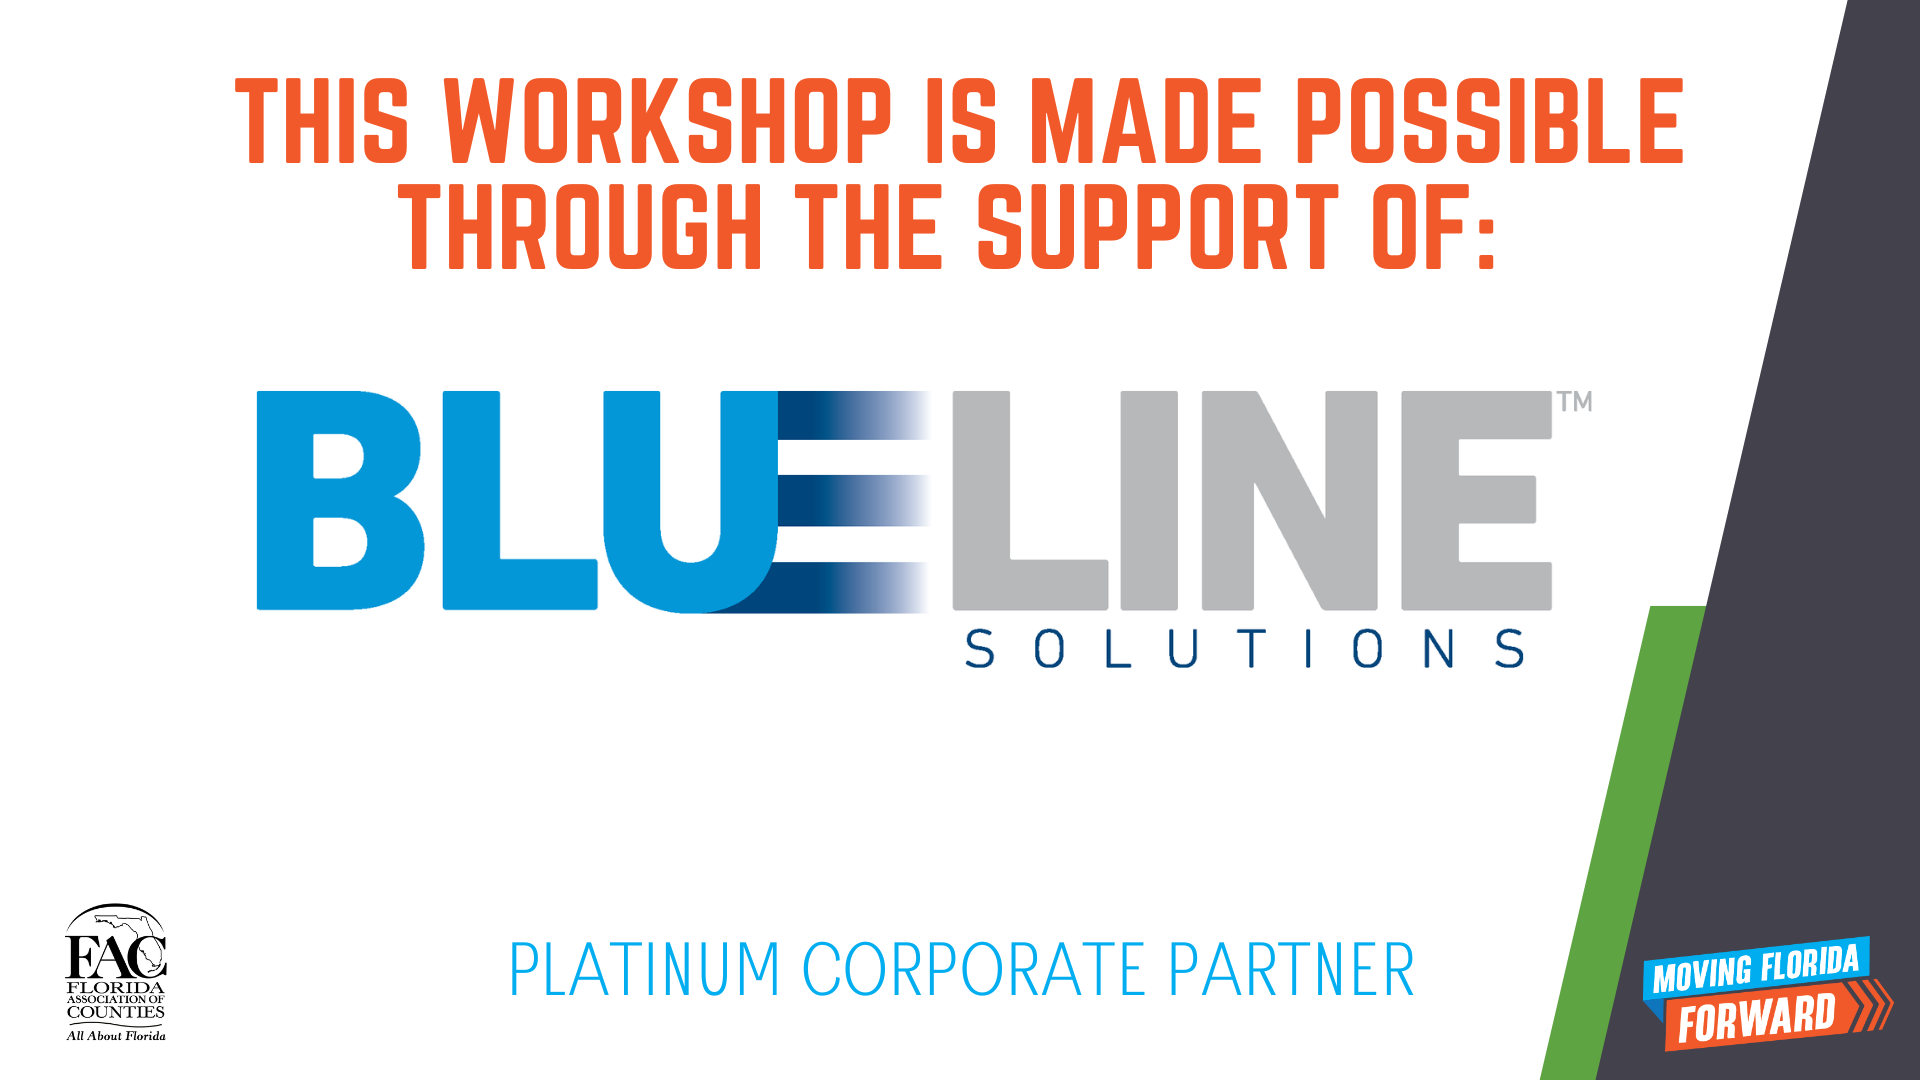 THIS WORKSHOP IS MADE POSSIBLE
THROUGH THE SUPPORT OF:
BLUELINE™
SOLUTIONS
PLATINUM CORPORATE PARTNER
FAC
FLORIDA
ASSOCIATION OF
COUNTIES
All About Florida
MOVING FLORIDA
FORWARD